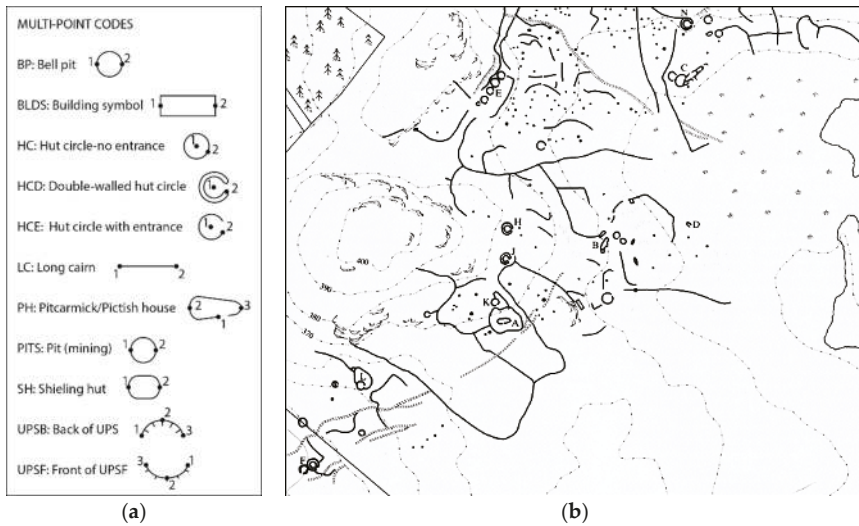 MULTI-POINT CODES
BP: Bell pit 1 2
BLDS: Building symbol 1 2
HC: Hut circle-no entrance 1 2
HCD: Double-walled hut circle 1 2
HCE: Hut circle with entrance 1 2
LC: Long cairn 1 2
PH: Pitcarmick/Pictish house 2 1 3
PITS: Pit (mining) 1 2
SH: Shieling hut 1 2
UPSB: Back of UPS 1 2 3
UPSF: Front of UPSF 3 2 1
(a)
N
C
E
H
D
B
J
400
390
K
380
A
370
L
F
(b)